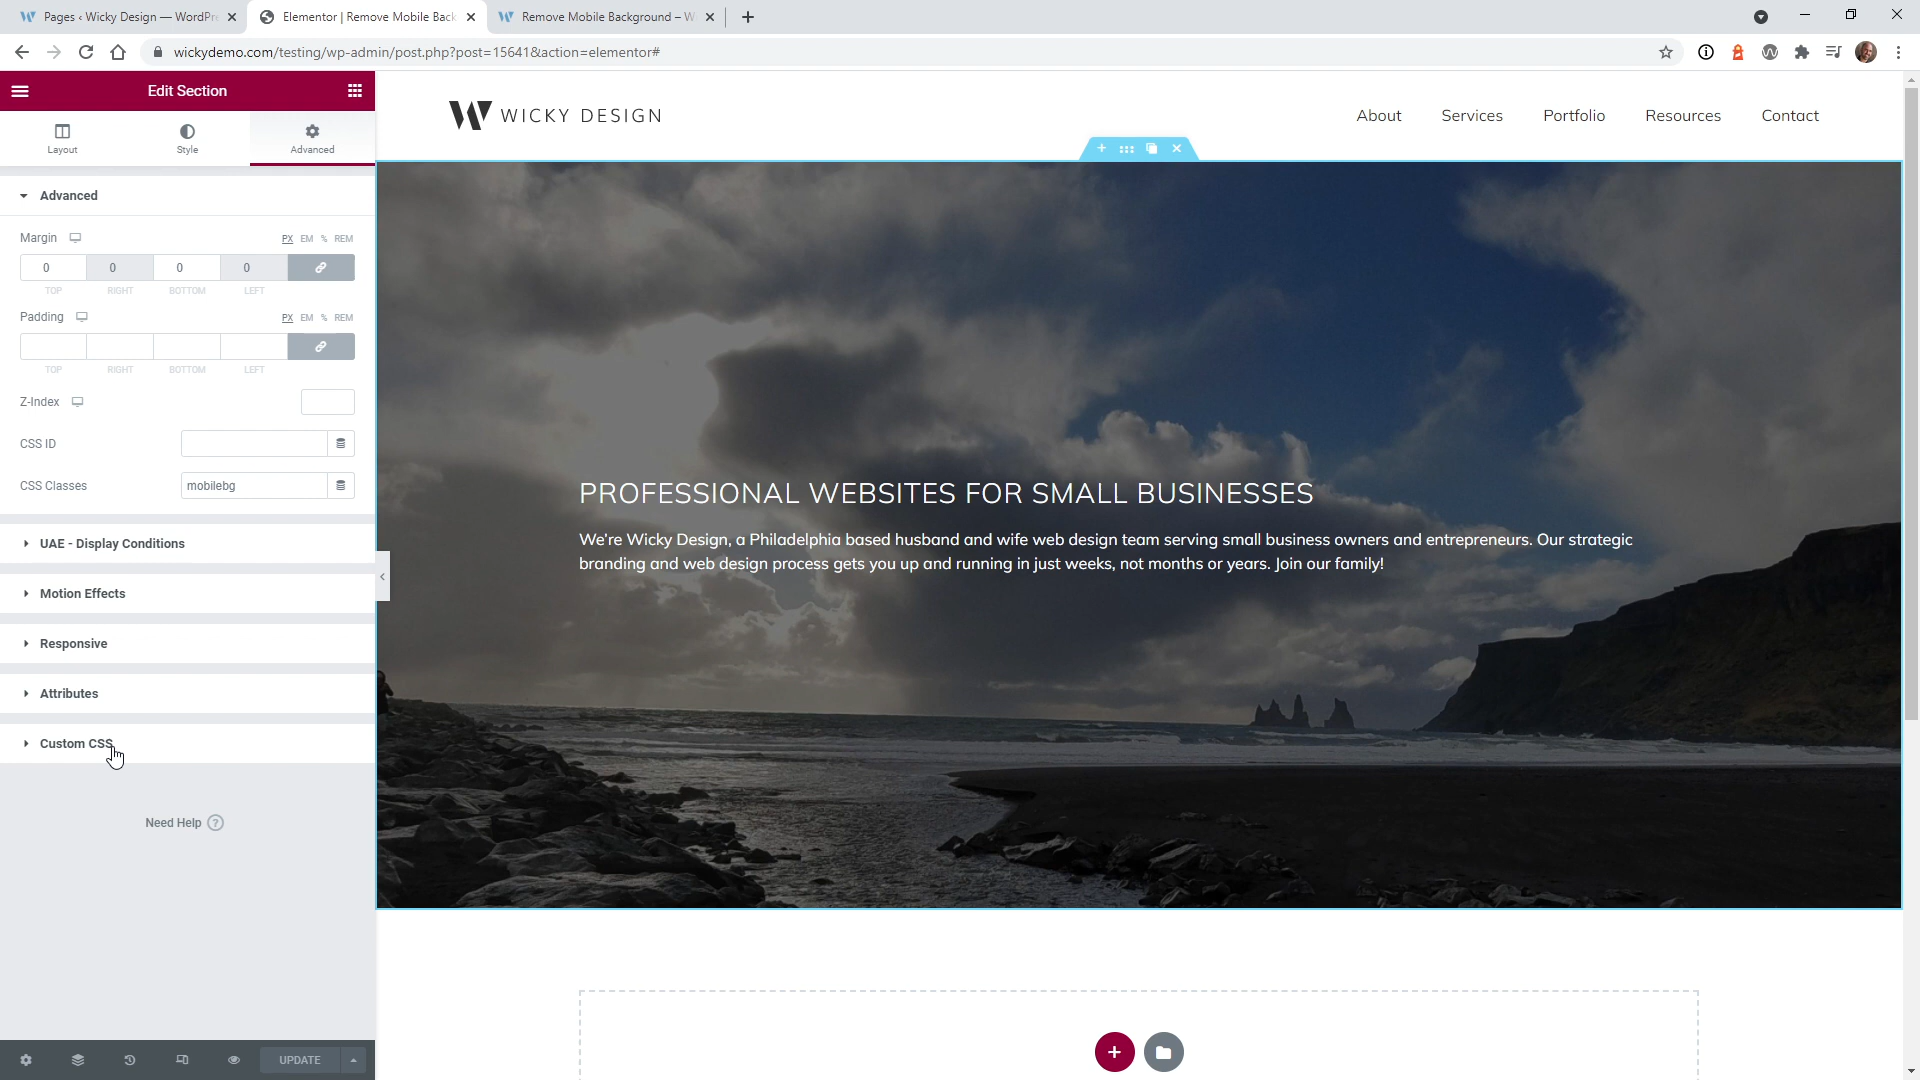 Pages ‹ Wicky Design — WordPre
Elementor | Remove Mobile Back
Remove Mobile Background – W
wickydemo.com/testing/wp-admin/post.php?post=15641&action=elementor#
Edit Section
Layout
Style
Advanced
Advanced
Margin
PX EM % REM
0 0 0 0
TOP RIGHT BOTTOM LEFT
Padding
PX EM % REM
TOP RIGHT BOTTOM LEFT
Z-Index
CSS ID
CSS Classes
mobilebg
UAE - Display Conditions
Motion Effects
Responsive
Attributes
Custom CSS
Need Help ?
UPDATE
WICKY DESIGN
About
Services
Portfolio
Resources
Contact
PROFESSIONAL WEBSITES FOR SMALL BUSINESSES
We're Wicky Design, a Philadelphia based husband and wife web design team serving small business owners and entrepreneurs. Our strategic
branding and web design process gets you up and running in just weeks, not months or years. Join our family!